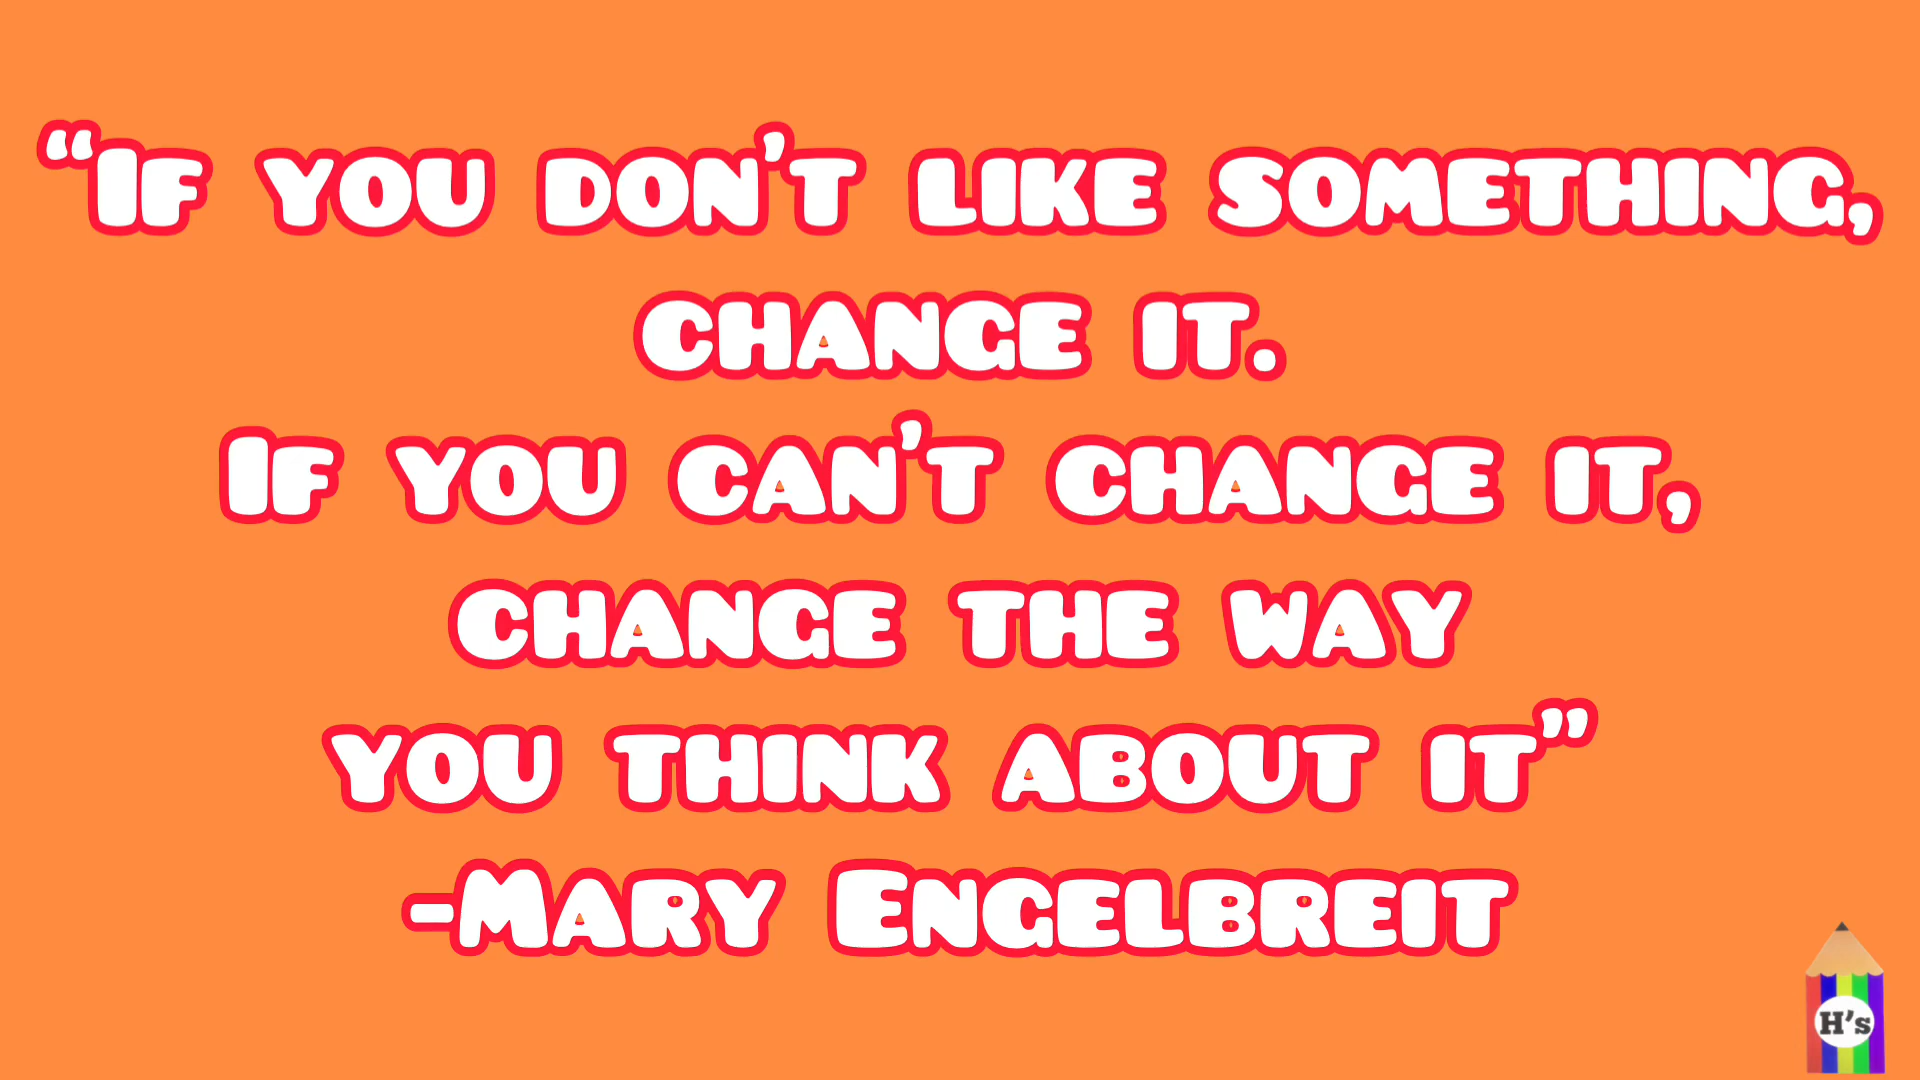 “If you don’t like something,
change it.
If you can’t change it,
change the way
you think about it”
-Mary Engelbreit
H’s